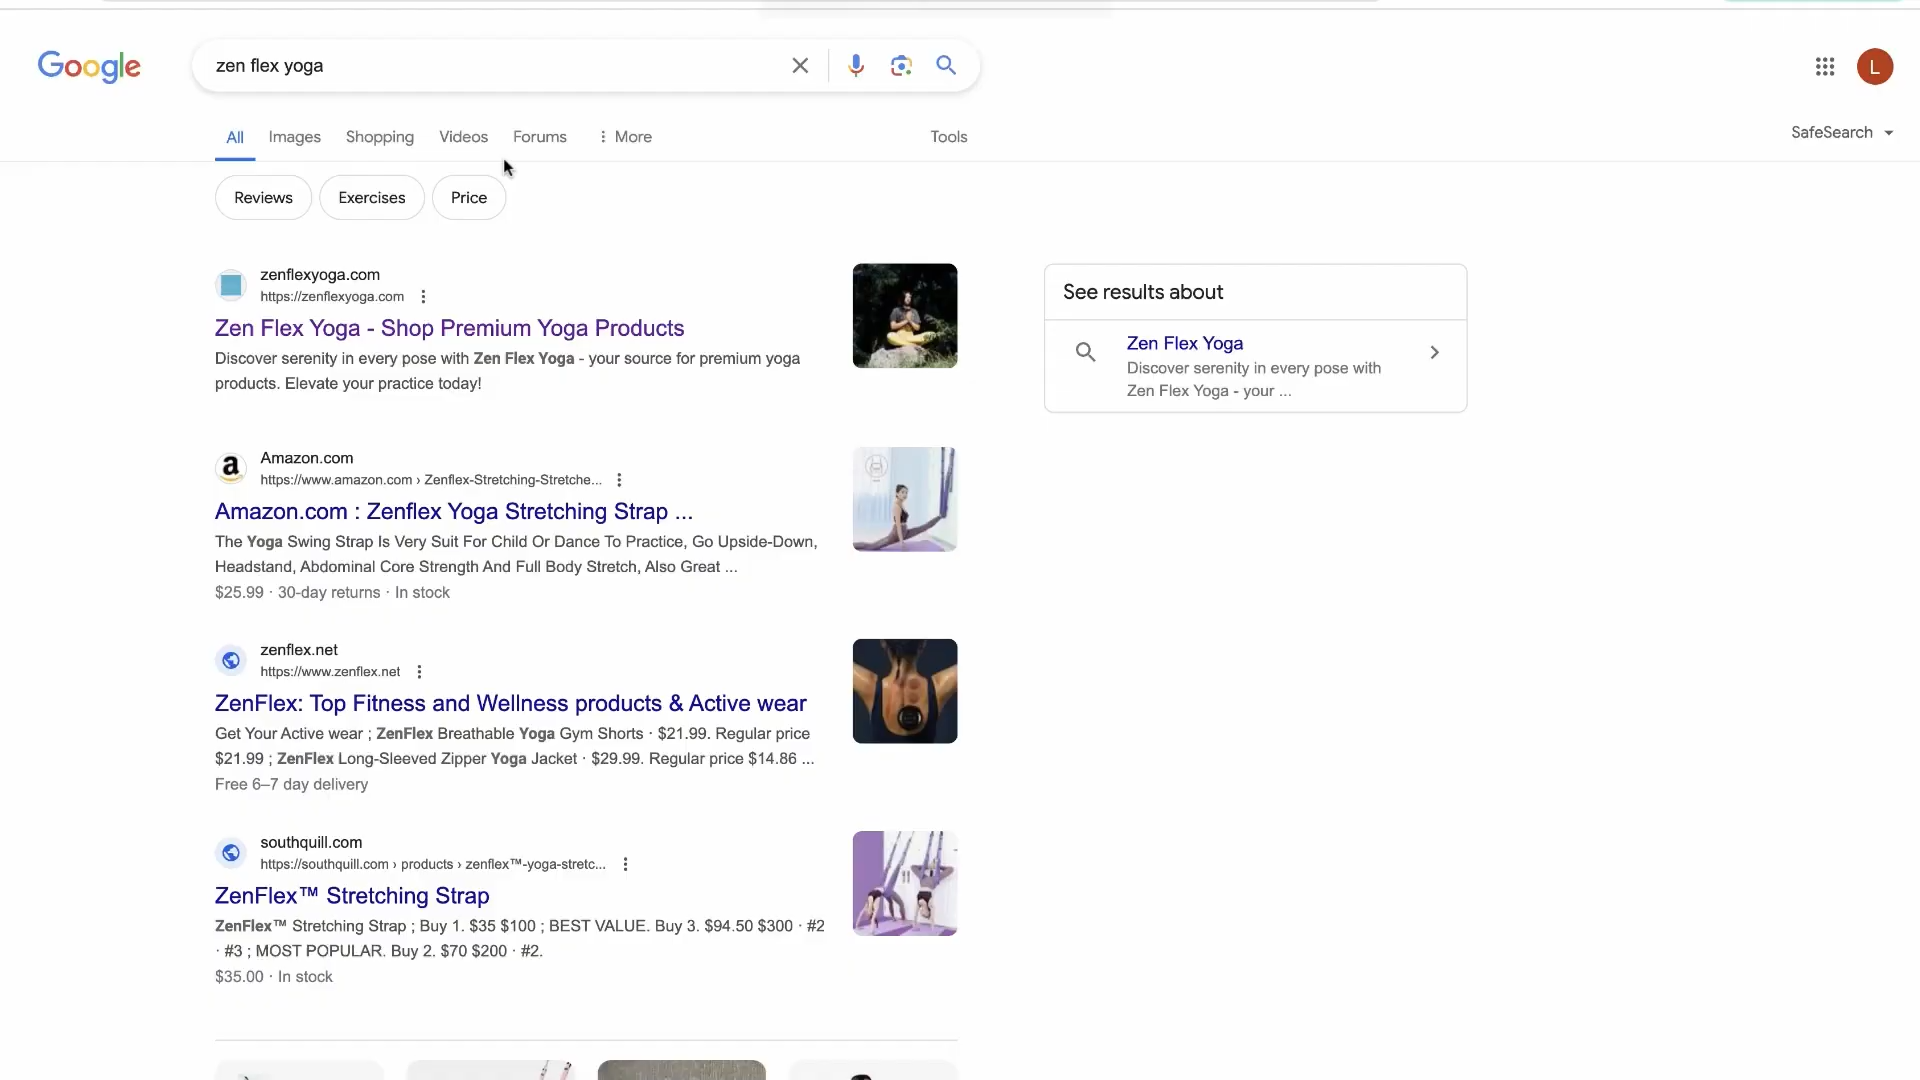 Google
zen flex yoga
L
All
Images
Shopping
Videos
Forums
More
Tools
SafeSearch
Reviews
Exercises
Price
zenflexyoga.com
https://zenflexyoga.com
Zen Flex Yoga - Shop Premium Yoga Products
Discover serenity in every pose with Zen Flex Yoga - your source for premium yoga
products. Elevate your practice today!
See results about
Zen Flex Yoga
Discover serenity in every pose with
Zen Flex Yoga - your ...
a
Amazon.com
https://www.amazon.com › Zenflex-Stretching-Stretche...
Amazon.com : Zenflex Yoga Stretching Strap ...
The Yoga Swing Strap Is Very Suit For Child Or Dance To Practice, Go Upside-Down,
Headstand, Abdominal Core Strength And Full Body Stretch, Also Great ...
$25.99 · 30-day returns · In stock
zenflex.net
https://www.zenflex.net
ZenFlex: Top Fitness and Wellness products & Active wear
Get Your Active wear ; ZenFlex Breathable Yoga Gym Shorts · $21.99. Regular price
$21.99 ; ZenFlex Long-Sleeved Zipper Yoga Jacket · $29.99. Regular price $14.86 ...
Free 6–7 day delivery
southquill.com
https://southquill.com › products › zenflex™-yoga-stretc...
ZenFlex™ Stretching Strap
ZenFlex™ Stretching Strap ; Buy 1. $35 $100 ; BEST VALUE. Buy 3. $94.50 $300 · #2
· #3 ; MOST POPULAR. Buy 2. $70 $200 · #2.
$35.00 · In stock